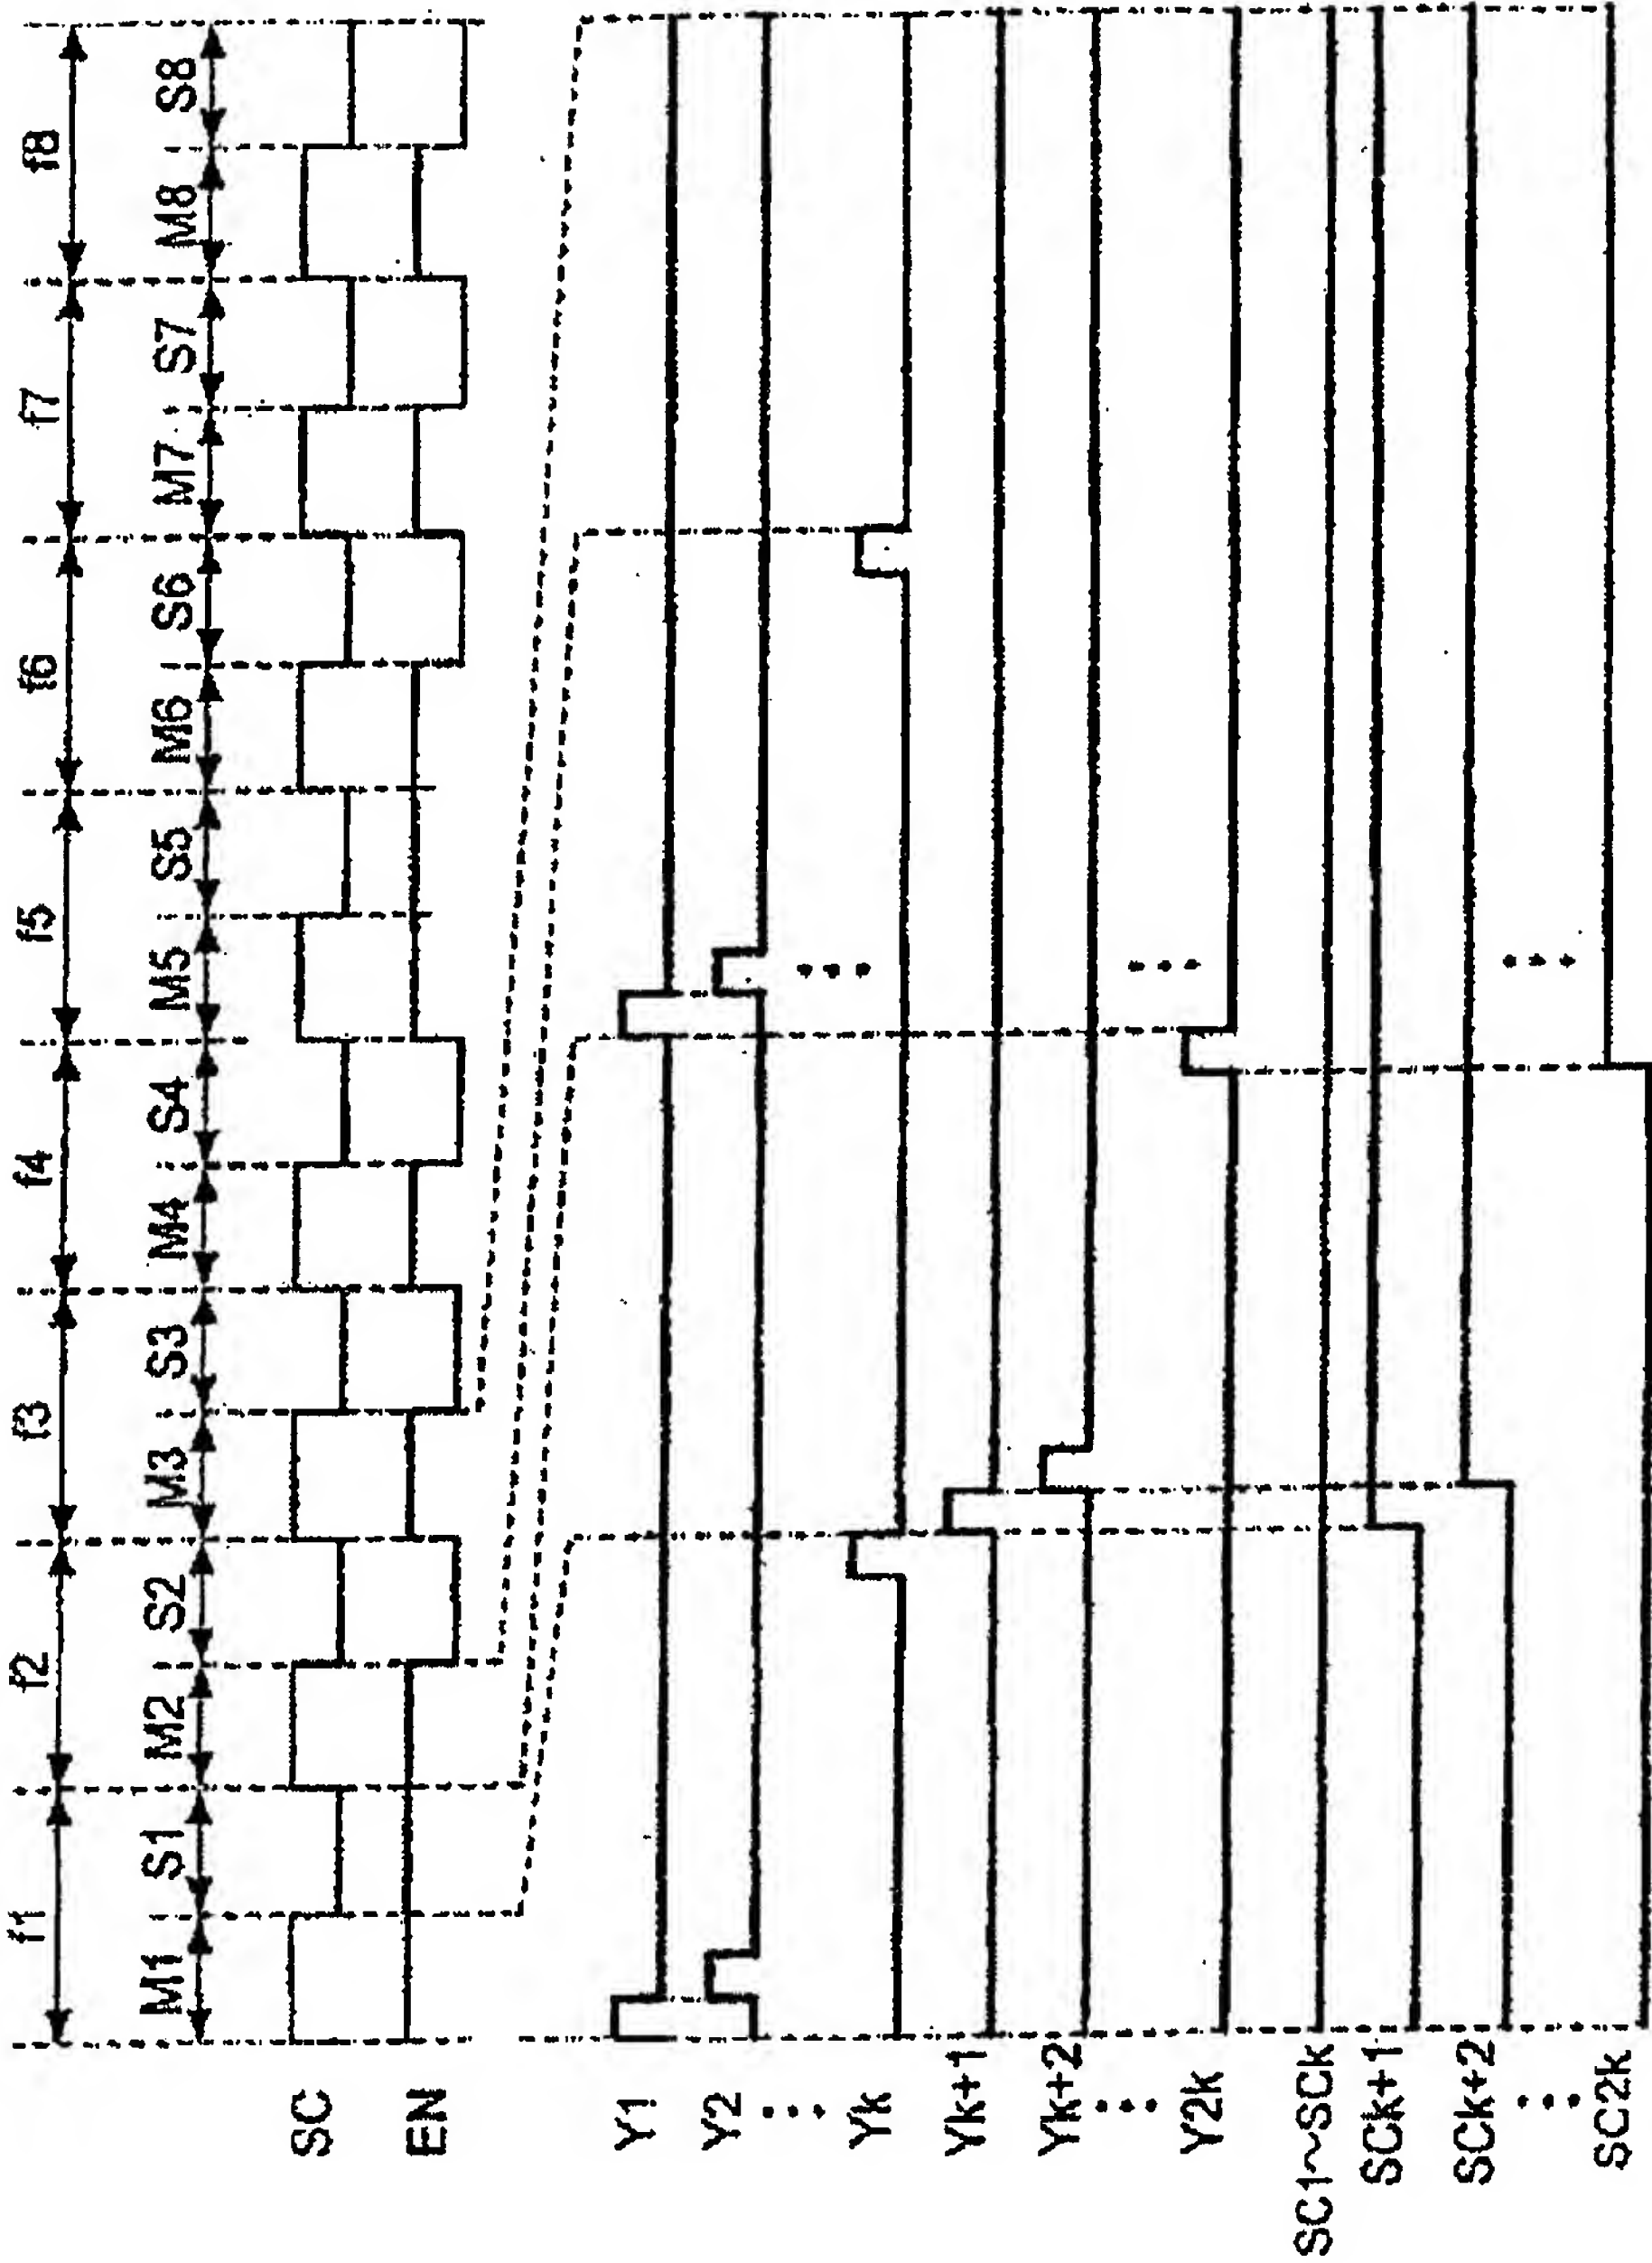 f1 f2 f3 f4 f5 f6 f7 f8
M1 S1 M2 S2 M3 S3 M4 S4 M5 S5 M6 S6 M7 S7 M8 S8
SC
EN
Y1
Y2
Yk
Yk+1
Yk+2
Y2k
SC1~SCk
SCk+1
SCk+2
SC2k